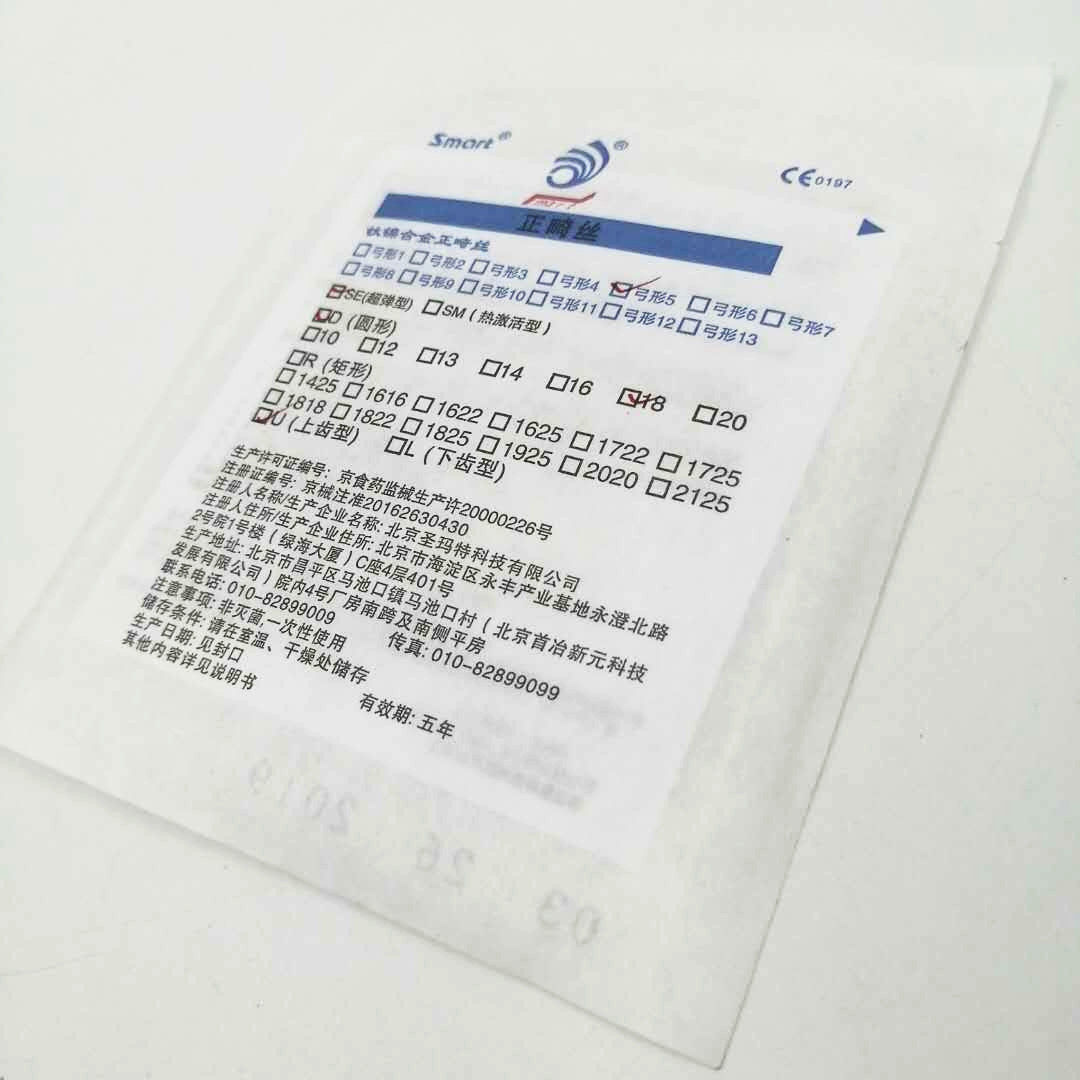 Smart®
®
CE0197
正畸丝
钛镍合金正畸丝
□弓形1 □弓形2 □弓形3 □弓形4 ☑弓形5 □弓形6 □弓形7
□弓形8 □弓形9 □弓形10 □弓形11 □弓形12 □弓形13
☑SE(超弹型) □SM(热激活型)
☑D(圆形)
□10 □12 □13 □14 □16 ☑18 □20
□R(矩形)
□1425 □1616 □1622 □1625 □1722 □1725
□1818 □1822 □1825 □1925 □2020 □2125
☑U(上齿型) □L(下齿型)
生产许可证编号: 京食药监械生产许20000226号
注册证编号: 京械注准20162630430
注册人名称/生产企业名称: 北京圣玛特科技有限公司
注册人住所/生产企业住所: 北京市海淀区永丰产业基地永澄北路
2号院1号楼(绿海大厦)C座4层401号
生产地址: 北京市昌平区马池口镇马池口村(北京首冶新元科技
发展有限公司)院内4号厂房南跨及南侧平房
联系电话: 010-82899009 传真: 010-82899099
注意事项: 非灭菌,一次性使用
储存条件: 请在室温、干燥处储存
生产日期: 见封口 有效期: 五年
其他内容详见说明书
03 26 2019